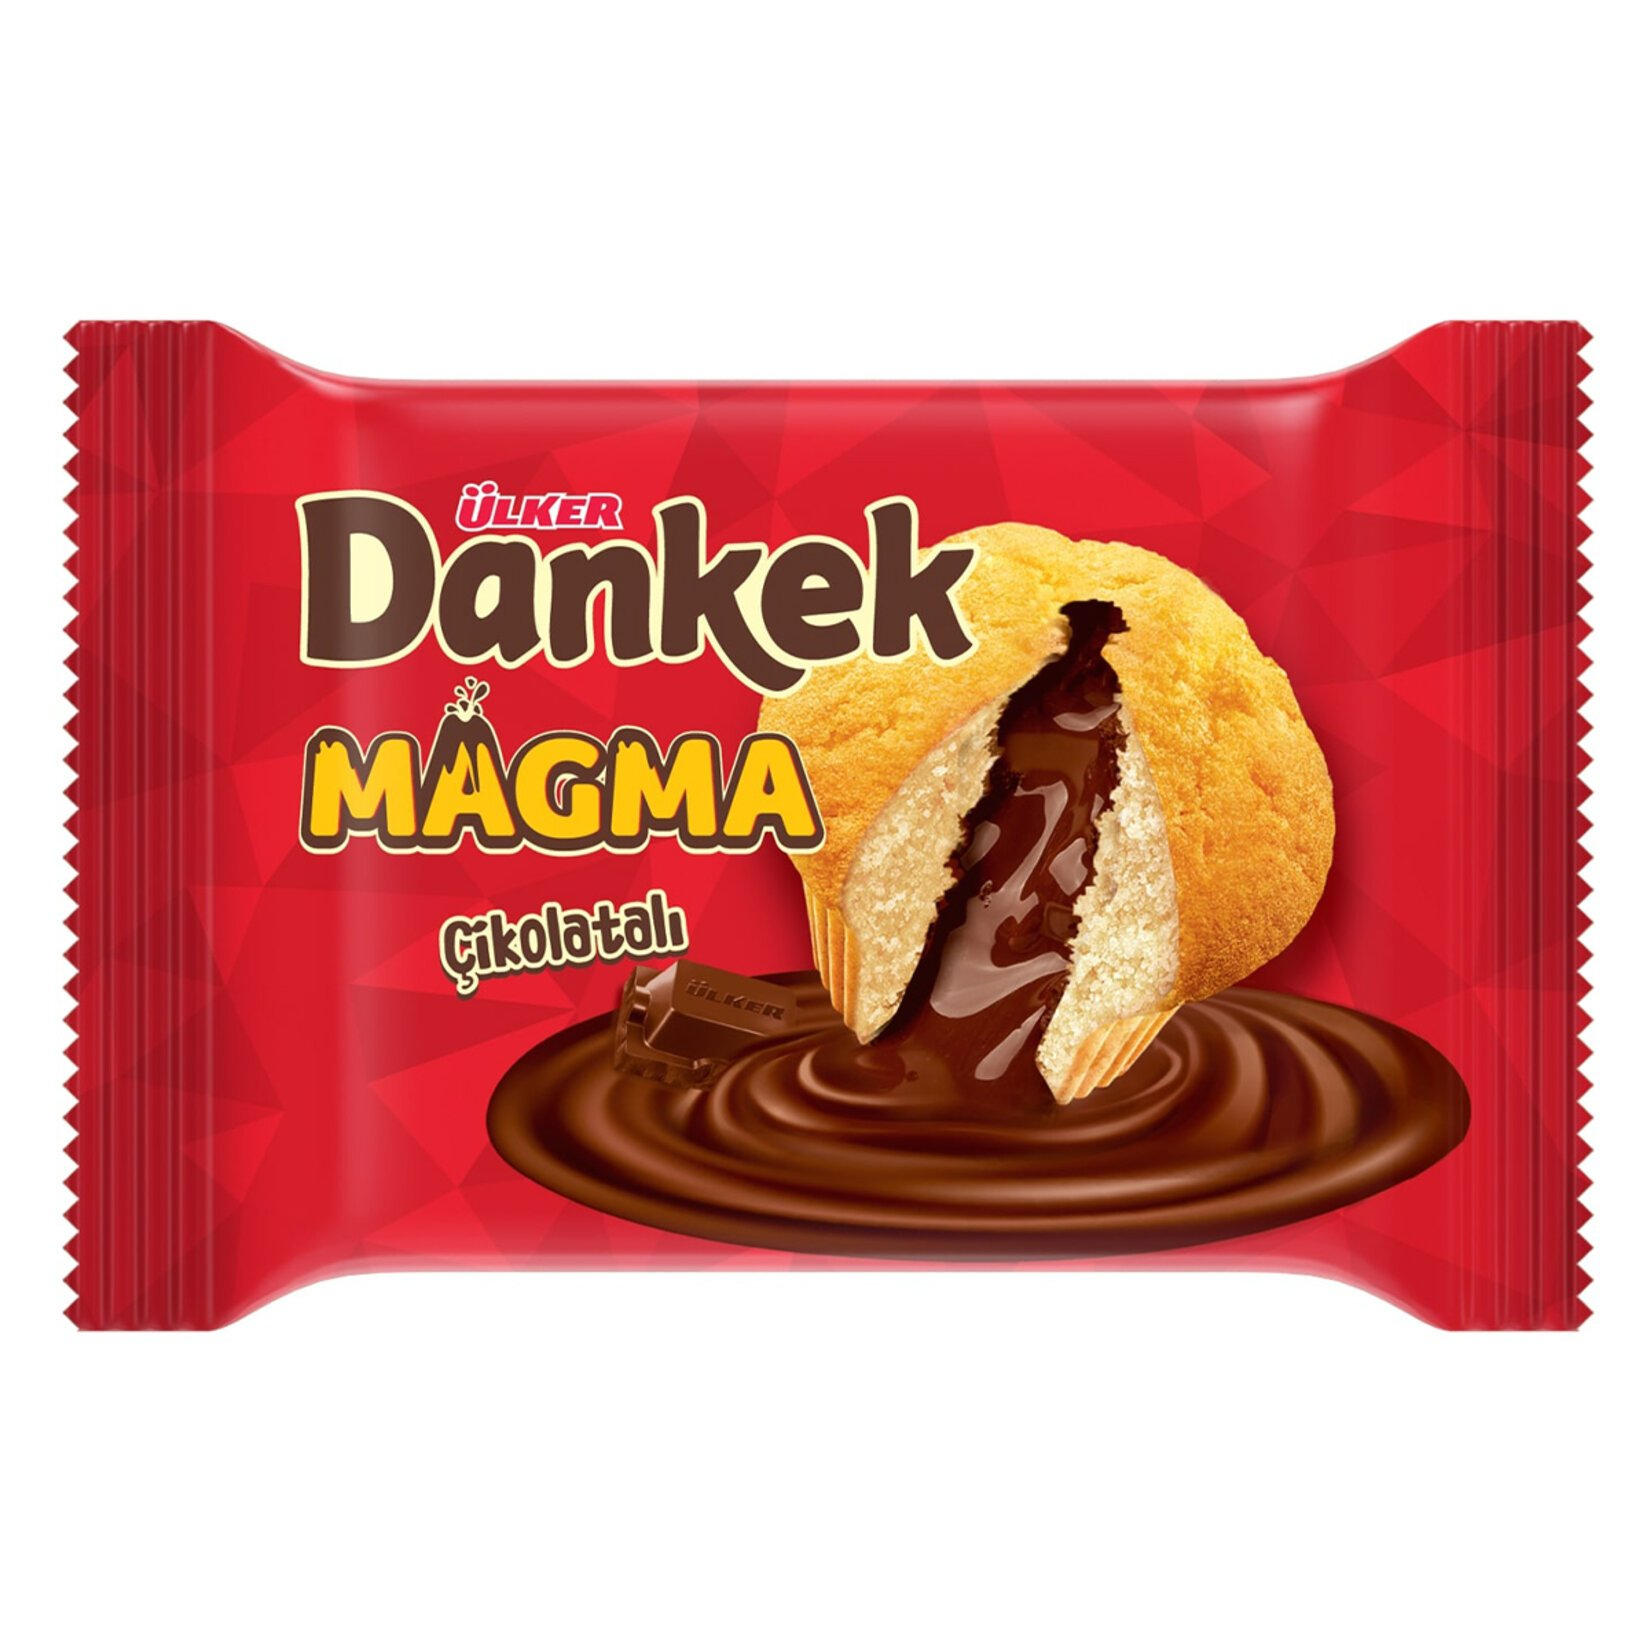 ÜLKER
Dankek
MAGMA
Çikolatalı
ÜLKER